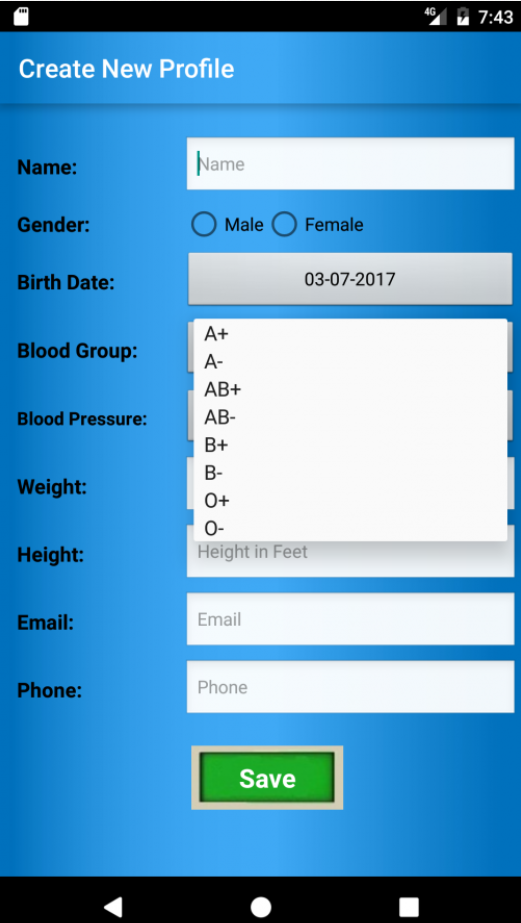 4G 7:43
Create New Profile
Name: Name
Gender: Male Female
Birth Date: 03-07-2017
Blood Group:
A+
A-
AB+
AB-
B+
B-
O+
O-
Blood Pressure:
Weight:
Height: Height in Feet
Email: Email
Phone: Phone
Save